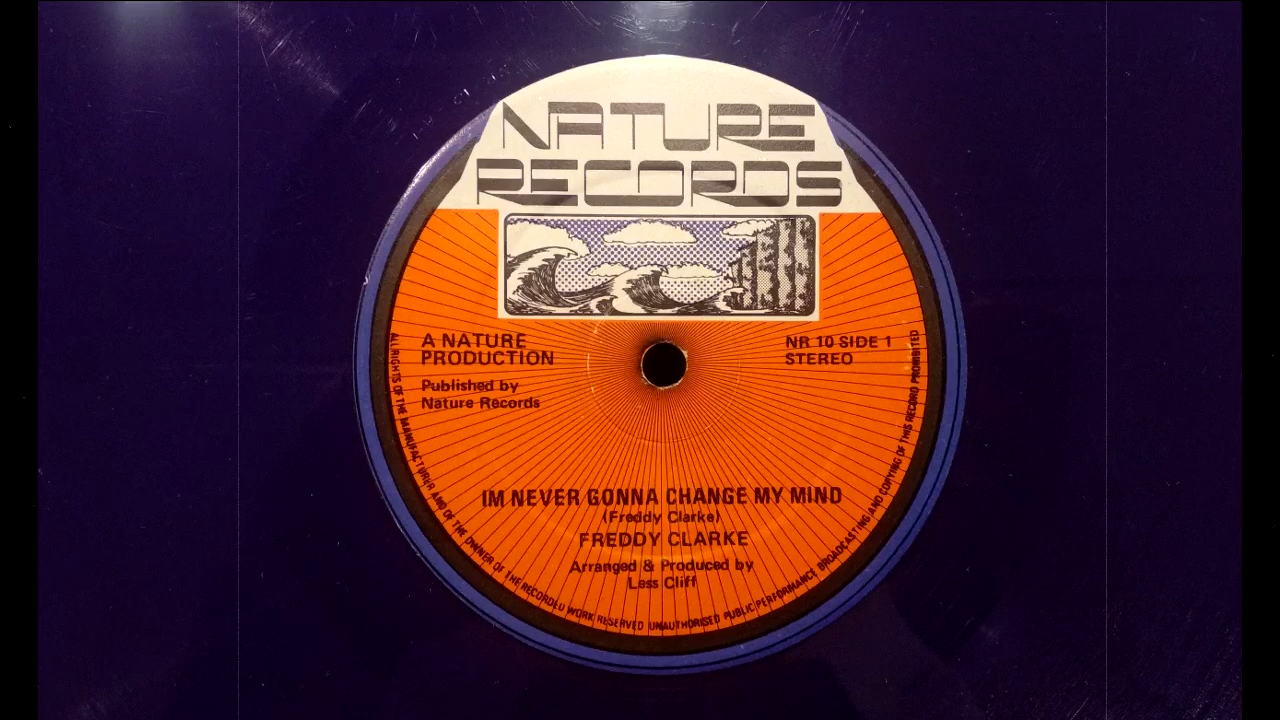 NATURE
RECORDS
A NATURE
PRODUCTION
Published by
Nature Records
NR 10 SIDE 1
STEREO
IM NEVER GONNA CHANGE MY MIND
(Freddy Clarke)
FREDDY CLARKE
Arranged & Produced by
Less Cliff
ALL RIGHTS OF THE MANUFACTURER AND OF THE OWNER OF THE RECORDED WORK RESERVED UNAUTHORISED PUBLIC PERFORMANCE BROADCASTING AND COPYING OF THIS RECORD PROHIBITED